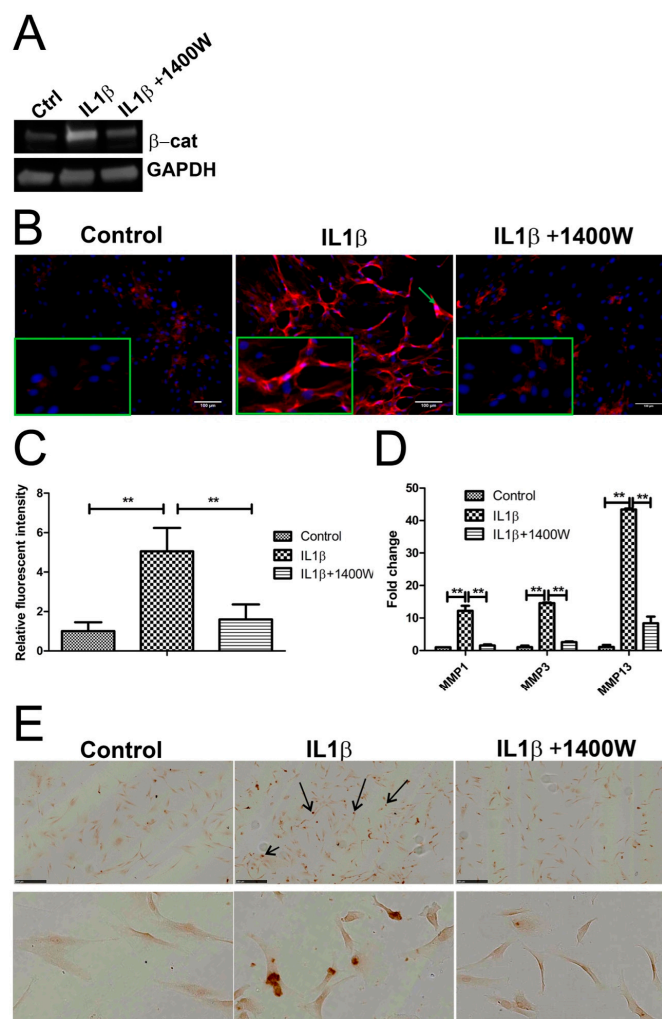 A
Ctrl
IL1β
IL1β +1400W
β–cat
GAPDH
B
Control
IL1β
IL1β +1400W
100 μm
100 μm
C
D
Relative fluorescent intensity
8
6
4
2
0
**
**
Control
IL1β
IL1β+1400W
Fold change
50
40
30
20
10
0
Control
IL1β
IL1β+1400W
**
**
**
**
**
**
MMP1
MMP3
MMP13
E
Control
IL1β
IL1β +1400W